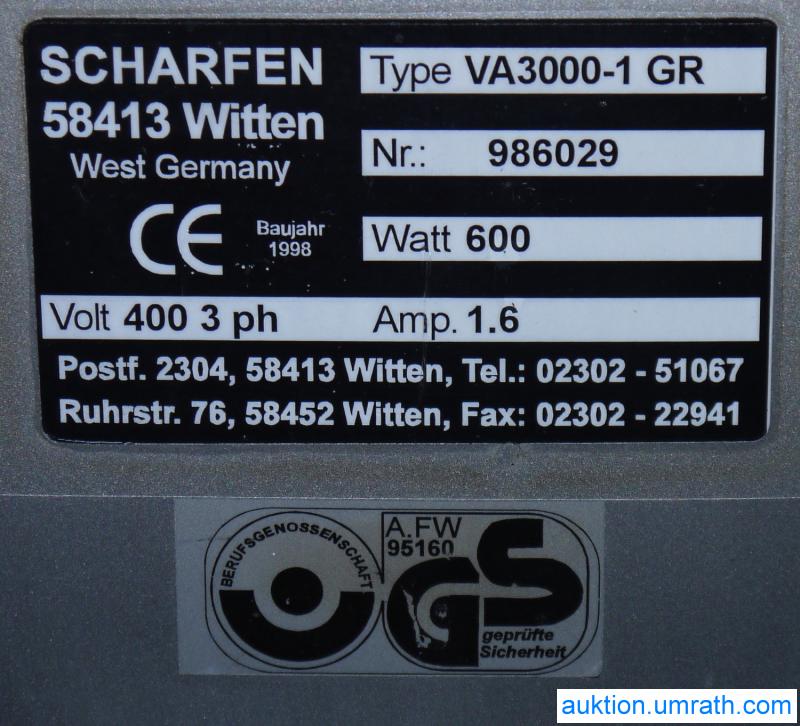 SCHARFEN
58413 Witten
West Germany
CE
Baujahr
1998
Type VA3000-1 GR
Nr.: 986029
Watt 600
Volt 400 3 ph Amp. 1.6
Postf. 2304, 58413 Witten, Tel.: 02302 - 51067
Ruhrstr. 76, 58452 Witten, Fax: 02302 - 22941
BERUFSGENOSSENSCHAFT
A.FW
95160
GS
geprüfte
Sicherheit
auktion.umrath.com